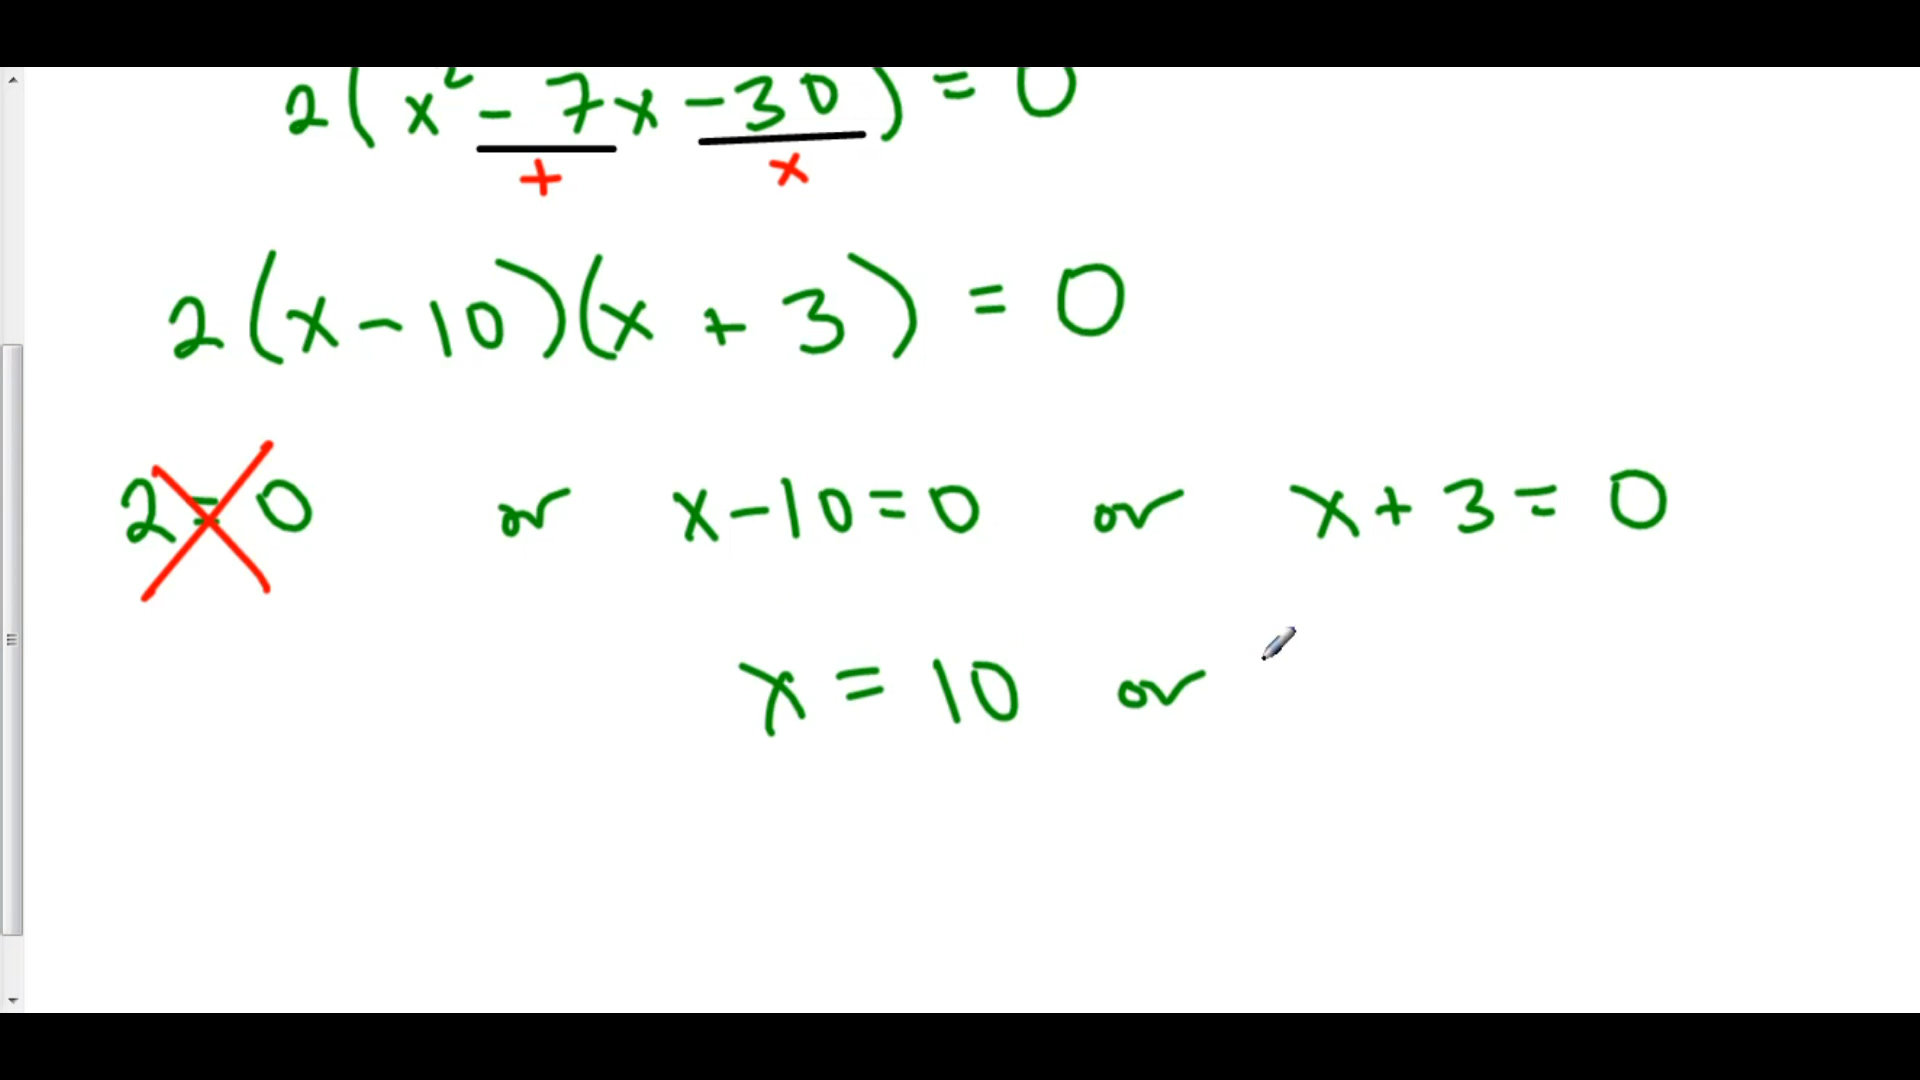 2(x² - 7x - 30) = 0
+ x
2(x - 10)(x + 3) = 0
2 = 0 or x - 10 = 0 or x + 3 = 0
x = 10 or